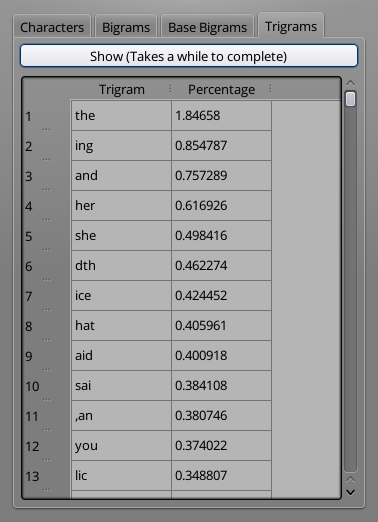 Characters Bigrams Base Bigrams Trigrams
Show (Takes a while to complete)
Trigram Percentage
1 the 1.84658
2 ing 0.854787
3 and 0.757289
4 her 0.616926
5 she 0.498416
6 dth 0.462274
7 ice 0.424452
8 hat 0.405961
9 aid 0.400918
10 sai 0.384108
11 ,an 0.380746
12 you 0.374022
13 lic 0.348807